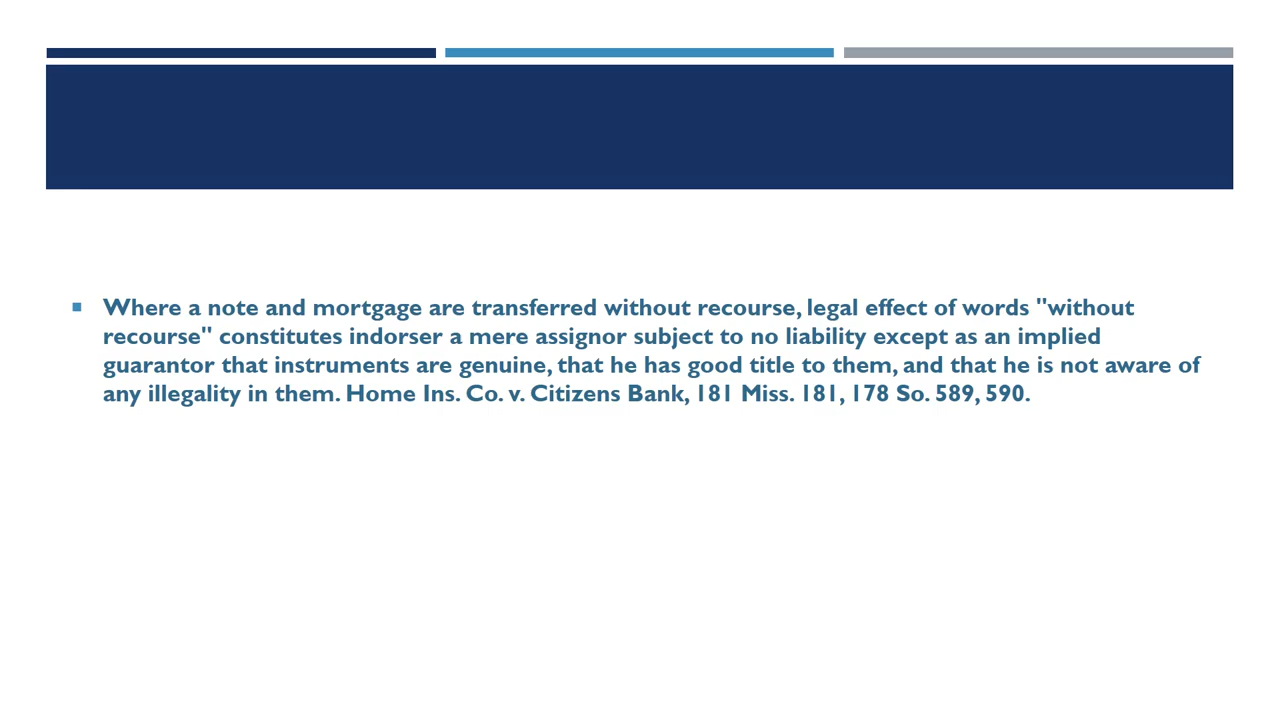 Where a note and mortgage are transferred without recourse, legal effect of words "without
recourse" constitutes indorser a mere assignor subject to no liability except as an implied
guarantor that instruments are genuine, that he has good title to them, and that he is not aware of
any illegality in them. Home Ins. Co. v. Citizens Bank, 181 Miss. 181, 178 So. 589, 590.